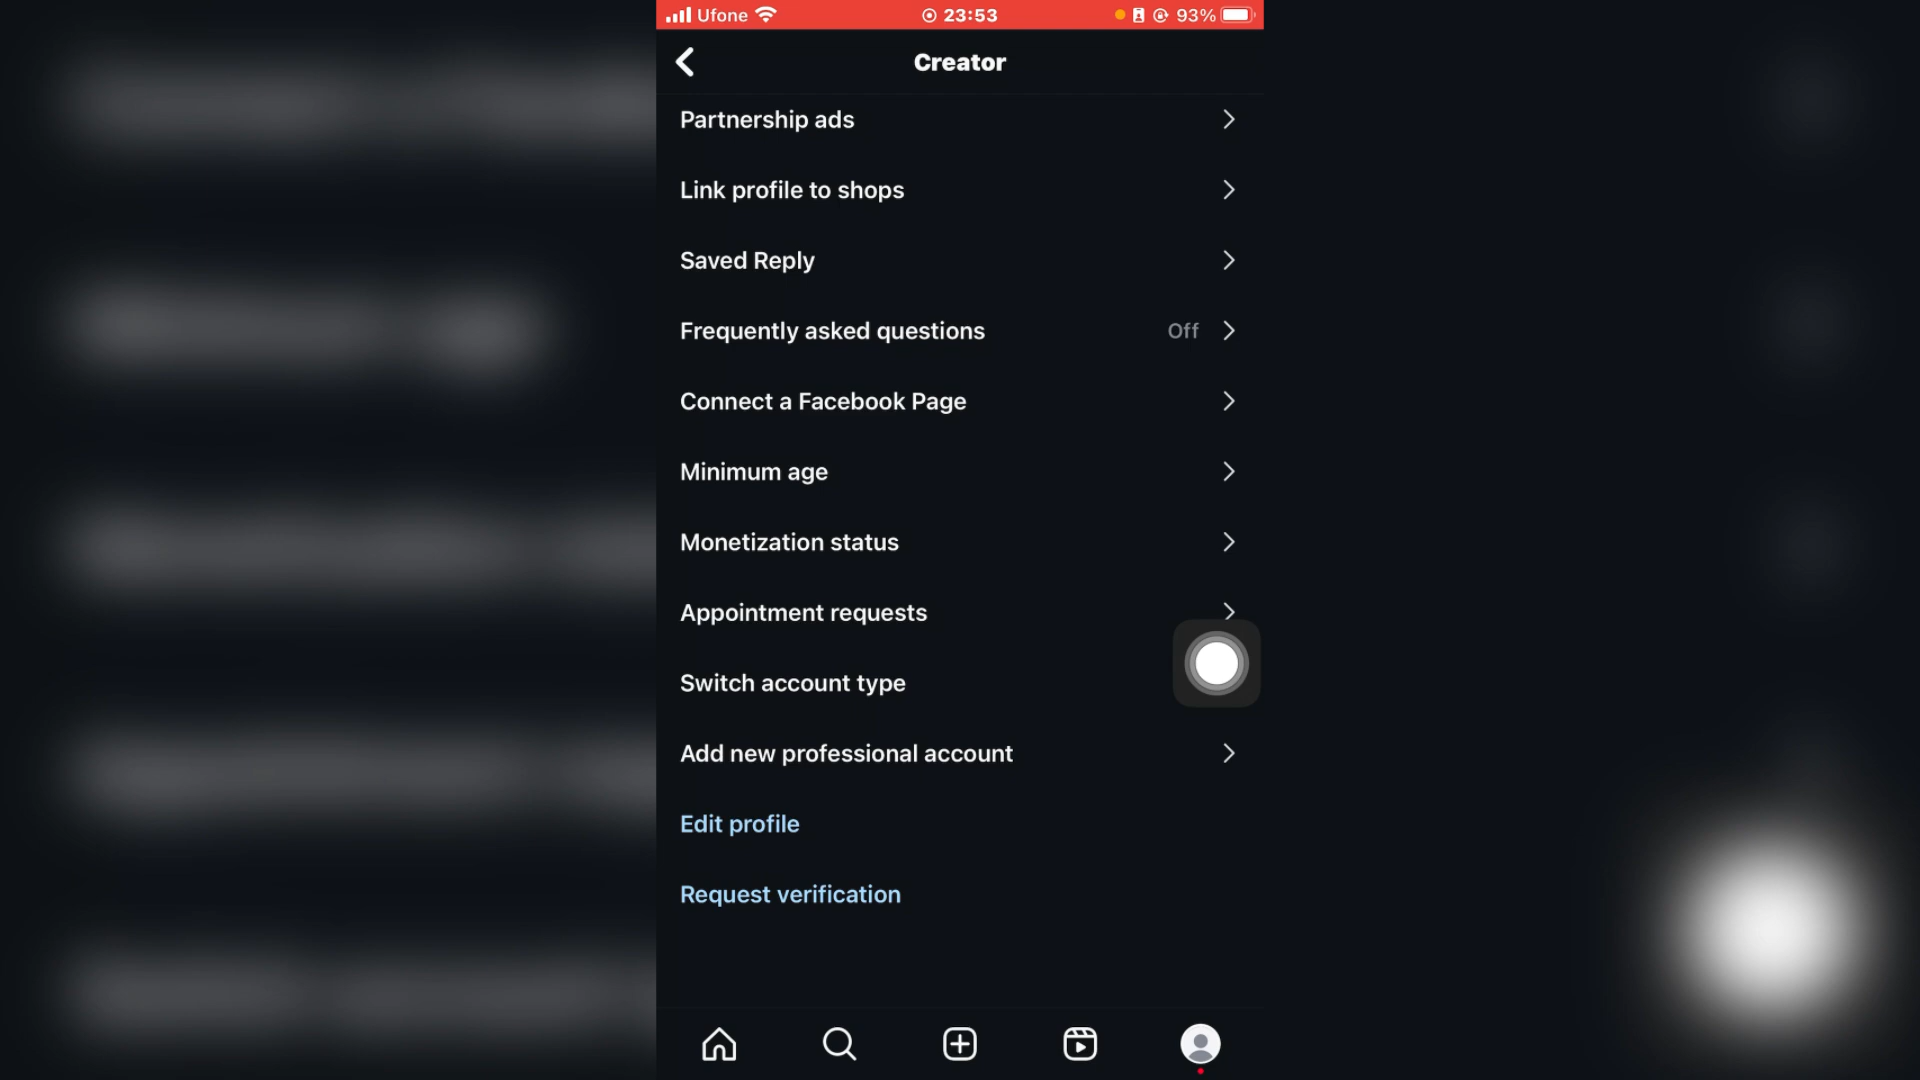 Ufone 23:53 93%
Creator
Partnership ads
Link profile to shops
Saved Reply
Frequently asked questions Off
Connect a Facebook Page
Minimum age
Monetization status
Appointment requests
Switch account type
Add new professional account
Edit profile
Request verification